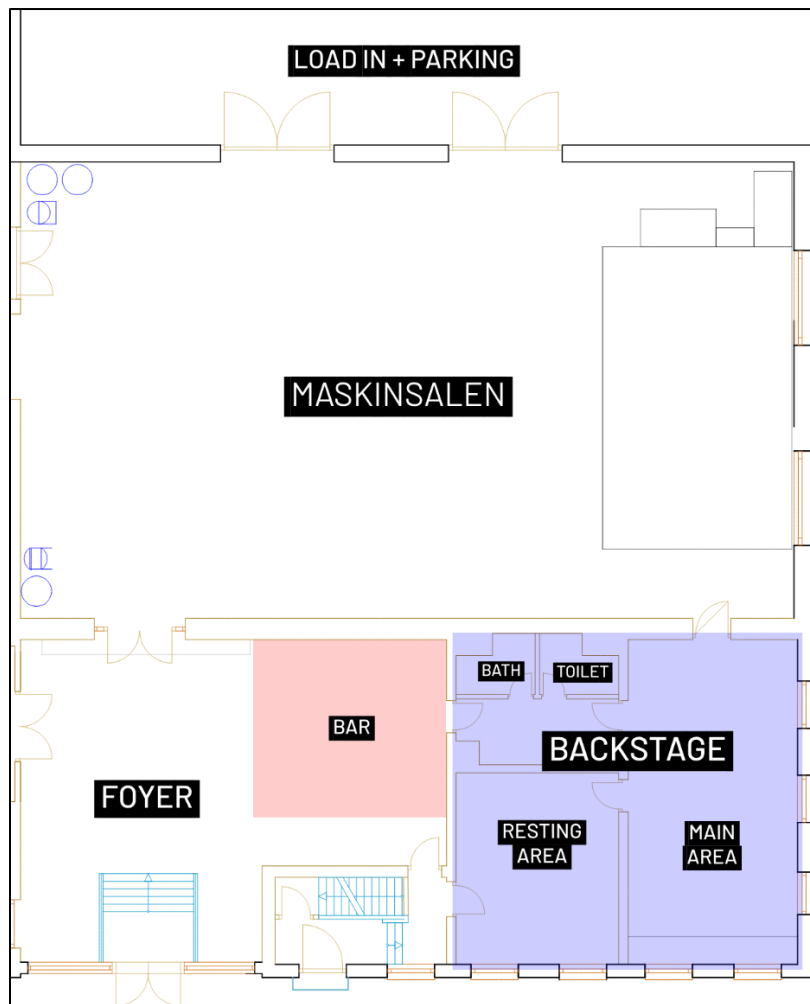 LOAD IN + PARKING
MASKINSALEN
BATH
TOILET
BAR
BACKSTAGE
FOYER
RESTING
AREA
MAIN
AREA